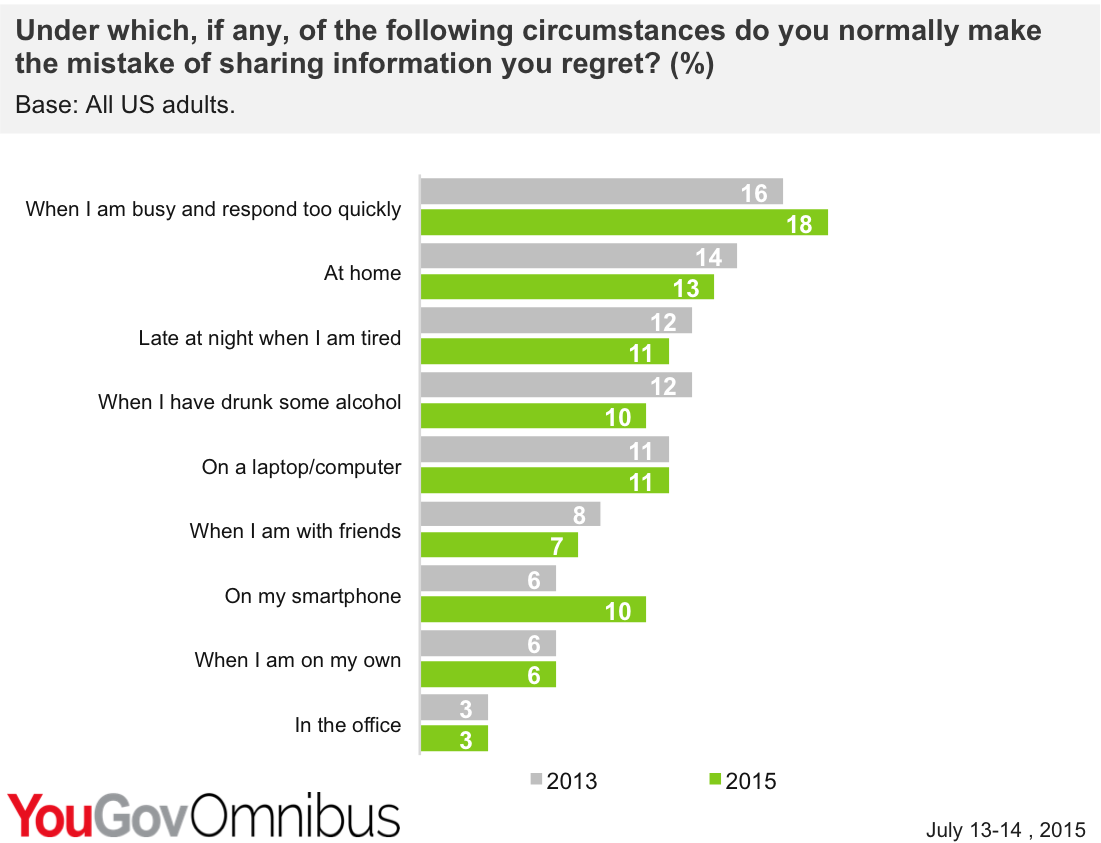 Under which, if any, of the following circumstances do you normally make
the mistake of sharing information you regret? (%)
Base: All US adults.
When I am busy and respond too quickly
16
18
At home
14
13
Late at night when I am tired
12
11
When I have drunk some alcohol
12
10
On a laptop/computer
11
11
When I am with friends
8
7
On my smartphone
6
10
When I am on my own
6
6
In the office
3
3
2013 2015
YouGovOmnibus
July 13-14 , 2015